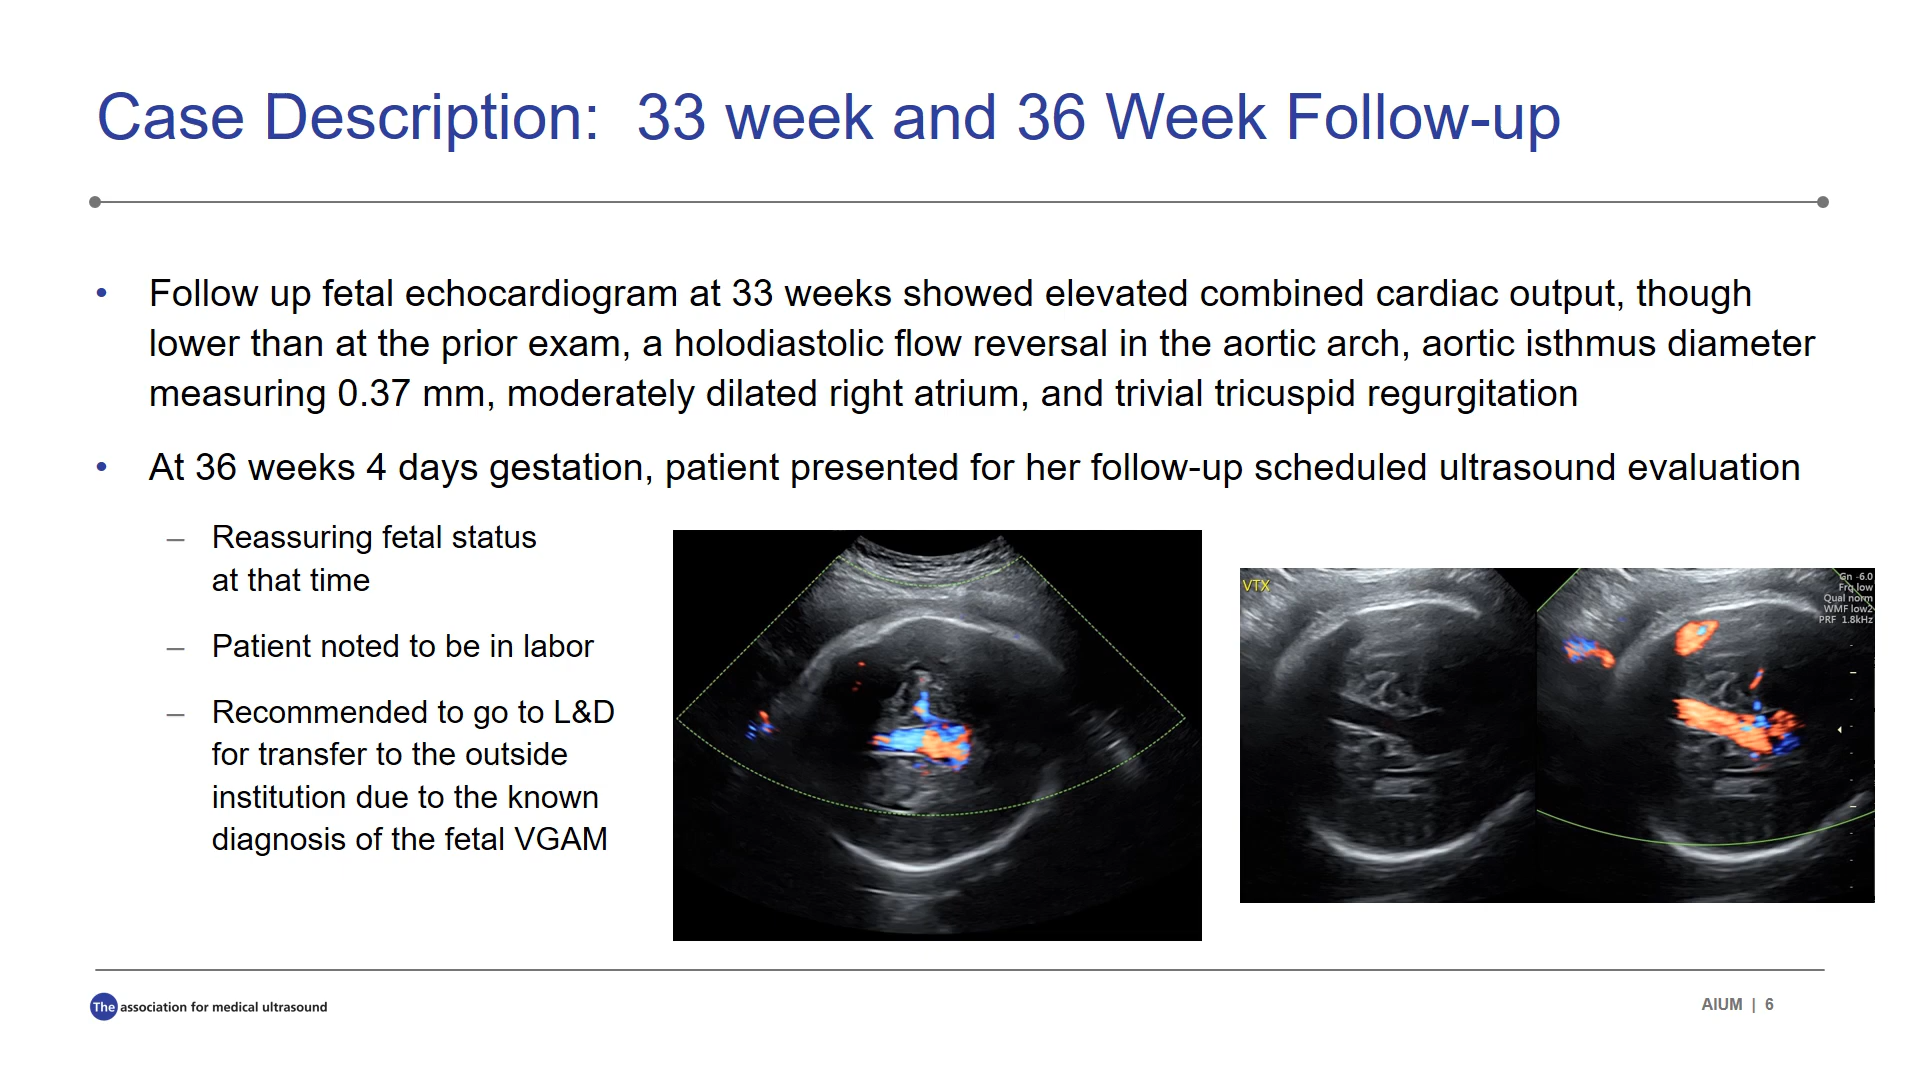 Case Description:  33 week and 36 Week Follow-up
• Follow up fetal echocardiogram at 33 weeks showed elevated combined cardiac output, though
lower than at the prior exam, a holodiastolic flow reversal in the aortic arch, aortic isthmus diameter
measuring 0.37 mm, moderately dilated right atrium, and trivial tricuspid regurgitation
• At 36 weeks 4 days gestation, patient presented for her follow-up scheduled ultrasound evaluation
– Reassuring fetal status
at that time
– Patient noted to be in labor
– Recommended to go to L&D
for transfer to the outside
institution due to the known
diagnosis of the fetal VGAM
VTX
Gn -6.0
Frq low
Qual norm
WMF low2
PRF 1.8kHz
The association for medical ultrasound
AIUM | 6